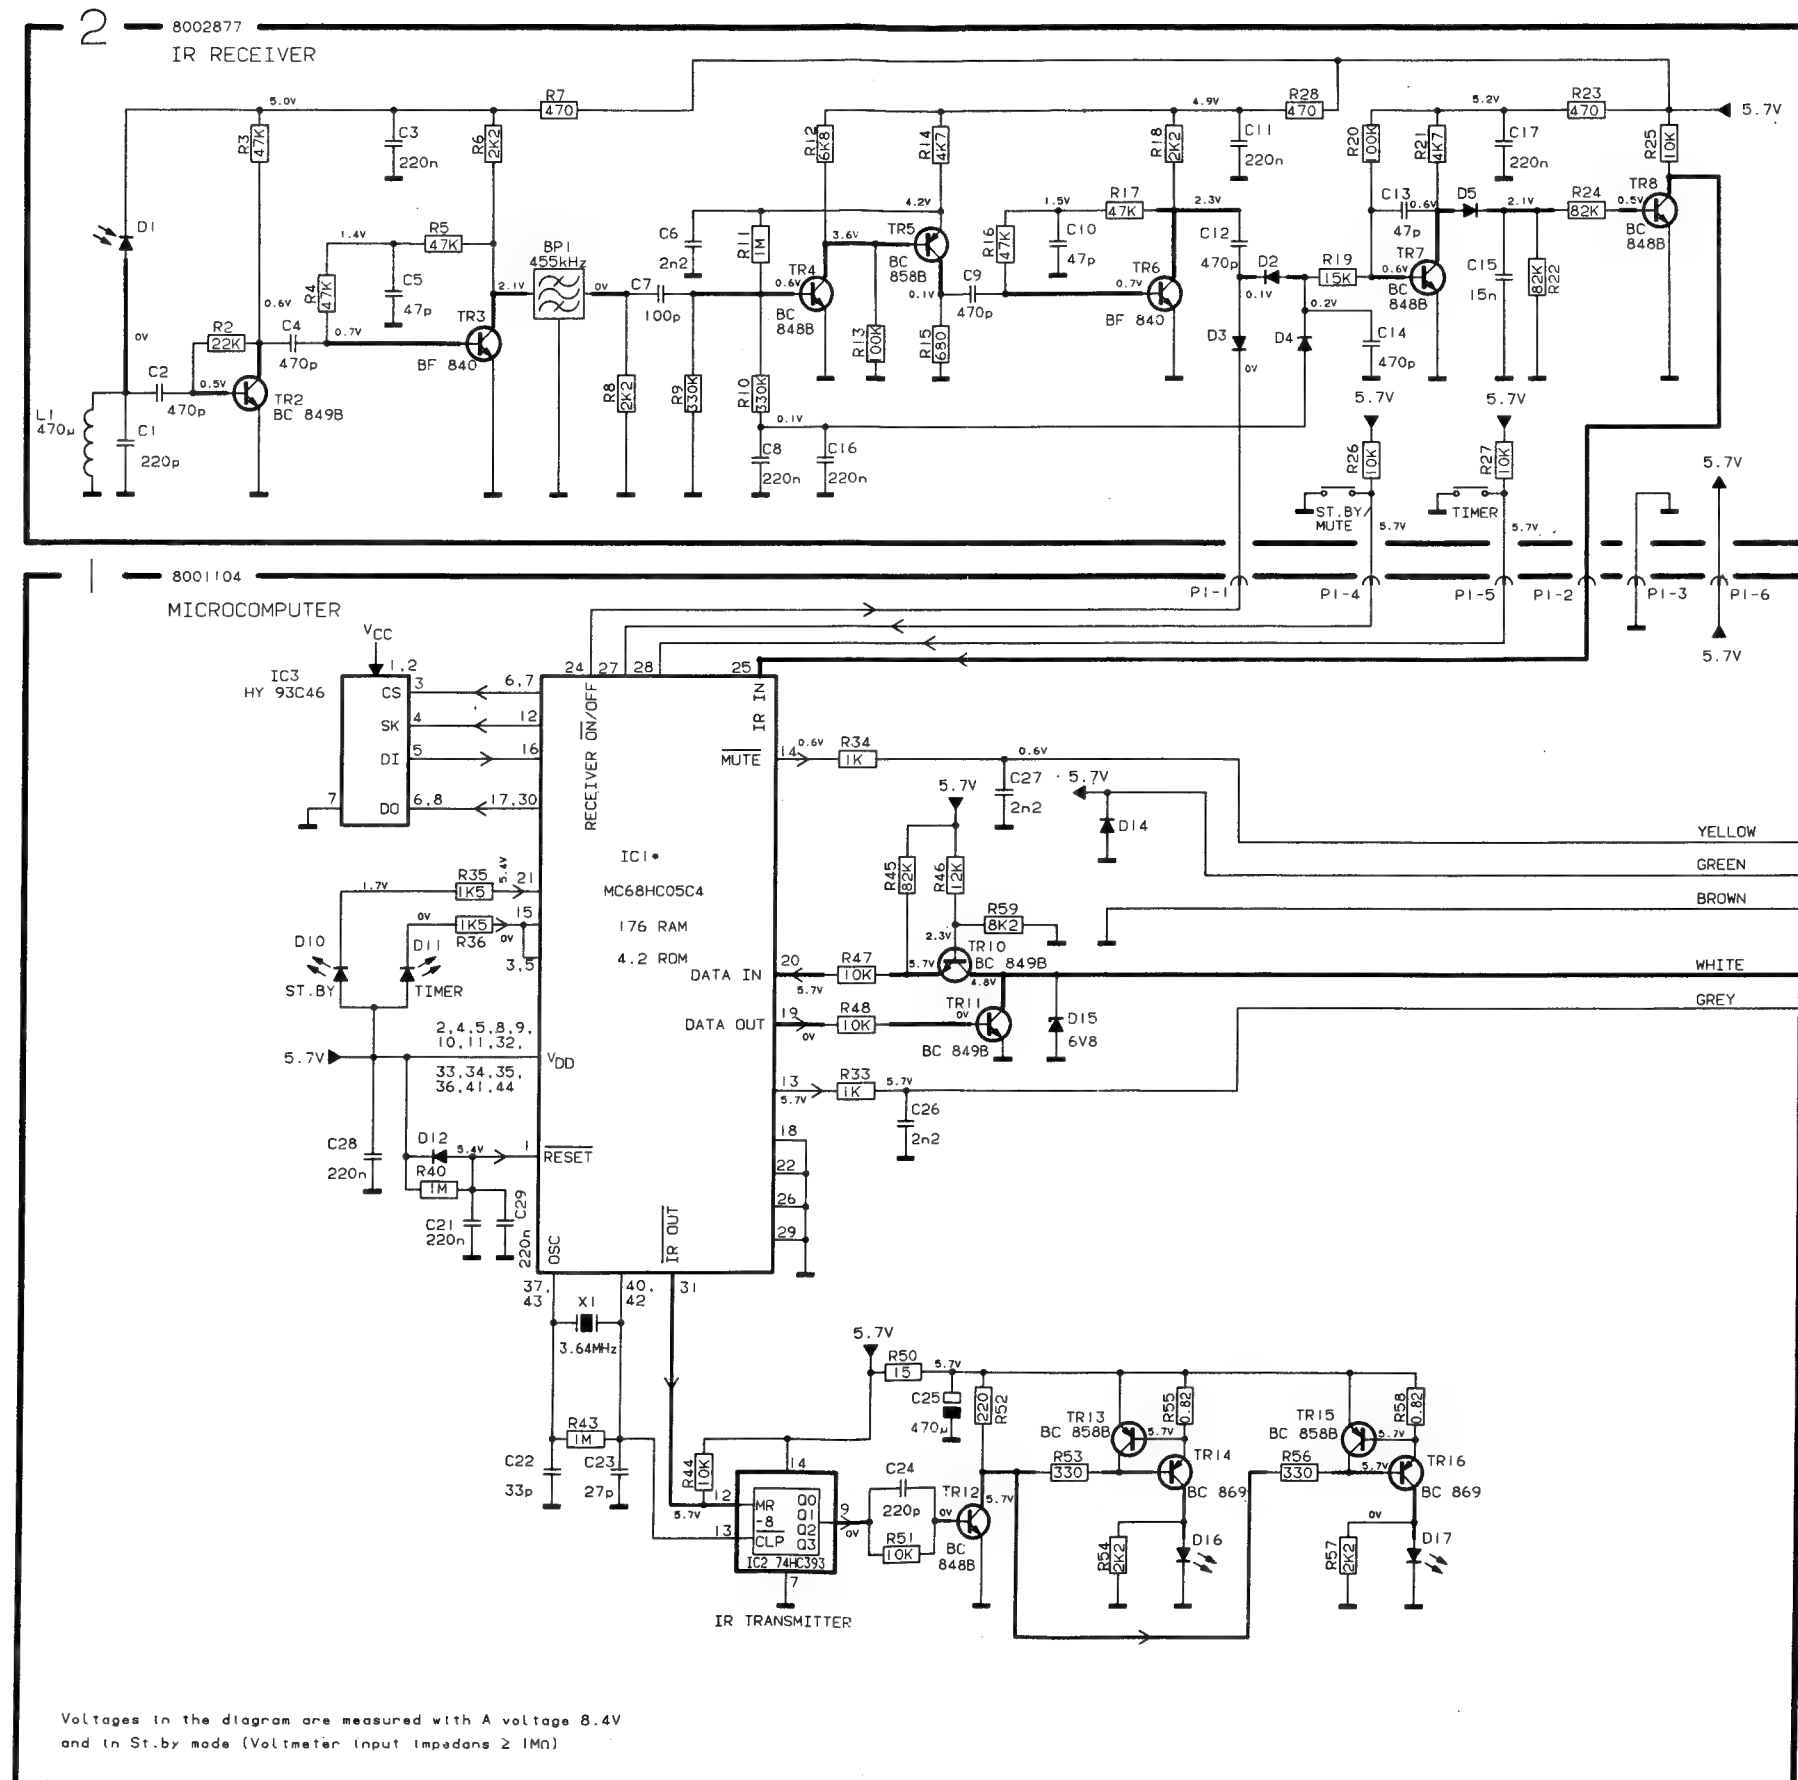 2
8002877
IR RECEIVER
5.0V
R7
470
R3
47K
C3
220n
R6
2K2
R12
6K8
R14
4K7
4.9V
R18
2K2
C11
220n
R28
470
R20
100K
R21
4K7
5.2V
C17
220n
R23
470
R25
10K
5.7V
D1
1.4V
R5
47K
C5
47p
R4
47K
BP1
455kHz
C6
2n2
R11
1M
4.2V
3.6V
TR5
BC
858B
1.5V
R17
47K
R16
47K
C10
47p
2.3V
C12
470p
C13
47p
0.6V
D5
2.1V
R24
82K
0.5V
TR8
BC
848B
0V
0.6V
C4
470p
0.7V
R2
22K
C2
470p
0.5V
TR2
BC 849B
L1
470µ
C1
220p
TR3
BF 840
2.1V
0V
C7
100p
R8
2K2
R9
330K
R10
330K
0.6V
TR4
BC
848B
R13
100K
0.1V
R15
680
C9
470p
0.7V
TR6
BF 840
D2
0.1V
D3
0V
0.2V
D4
R19
15K
0.6V
TR7
BC
848B
C14
470p
C15
15n
82K
R22
0.1V
C8
220n
C16
220n
5.7V
R26
10K
ST.BY/
MUTE
5.7V
5.7V
R27
10K
TIMER
5.7V
5.7V
1
8001104
MICROCOMPUTER
P1-1
P1-4
P1-5
P1-2
P1-3
P1-6
5.7V
VCC
1,2
IC3
HY 93C46
CS
3
6,7
SK
4
12
DI
5
16
7
DO
6,8
17,30
24
27
28
25
RECEIVER ON/OFF
IR IN
MUTE
14
0.6V
R34
1K
0.6V
C27
2n2
5.7V
D14
5.7V
YELLOW
GREEN
BROWN
WHITE
GREY
IC1*
MC68HC05C4
176 RAM
4.2 ROM
R35
1K5
1.7V
5.4V
21
0V
1K5
R36
0V
15
3,5
D10
ST.BY
D11
TIMER
R45
82K
R46
12K
R59
8K2
2.3V
TR10
BC 849B
DATA IN
20
5.7V
R47
10K
5.7V
4.8V
DATA OUT
19
0V
R48
10K
TR11
0V
BC 849B
D15
6V8
5.7V
2,4,5,8,9,
10,11,32,
33,34,35,
36,41,44
VDD
13
5.7V
R33
1K
5.7V
C26
2n2
C28
220n
D12
5.4V
1
RESET
R40
1M
C21
220n
C29
220n
18
22
26
29
OSC
IR OUT
37,
43
X1
3.64MHz
40,
42
31
R43
1M
C22
33p
C23
27p
5.7V
R50
15
5.7V
C25
470µ
220
R52
TR13
BC 858B
5.7V
R55
0.82
TR14
BC 869
R53
330
TR15
BC 858B
5.7V
R58
0.82
R56
330
5.7V
TR16
BC 869
R44
10K
14
12
5.7V
MR
-8
13
CLP
Q0
Q1
Q2
Q3
IC2 74HC393
7
9
0V
C24
220p
R51
10K
0V
TR12
5.7V
BC
848B
R54
2K2
D16
0V
R57
2K2
D17
IR TRANSMITTER
Voltages in the diagram are measured with A voltage 8.4V
and in St.by mode (Voltmeter input impedans ≥ 1MΩ)